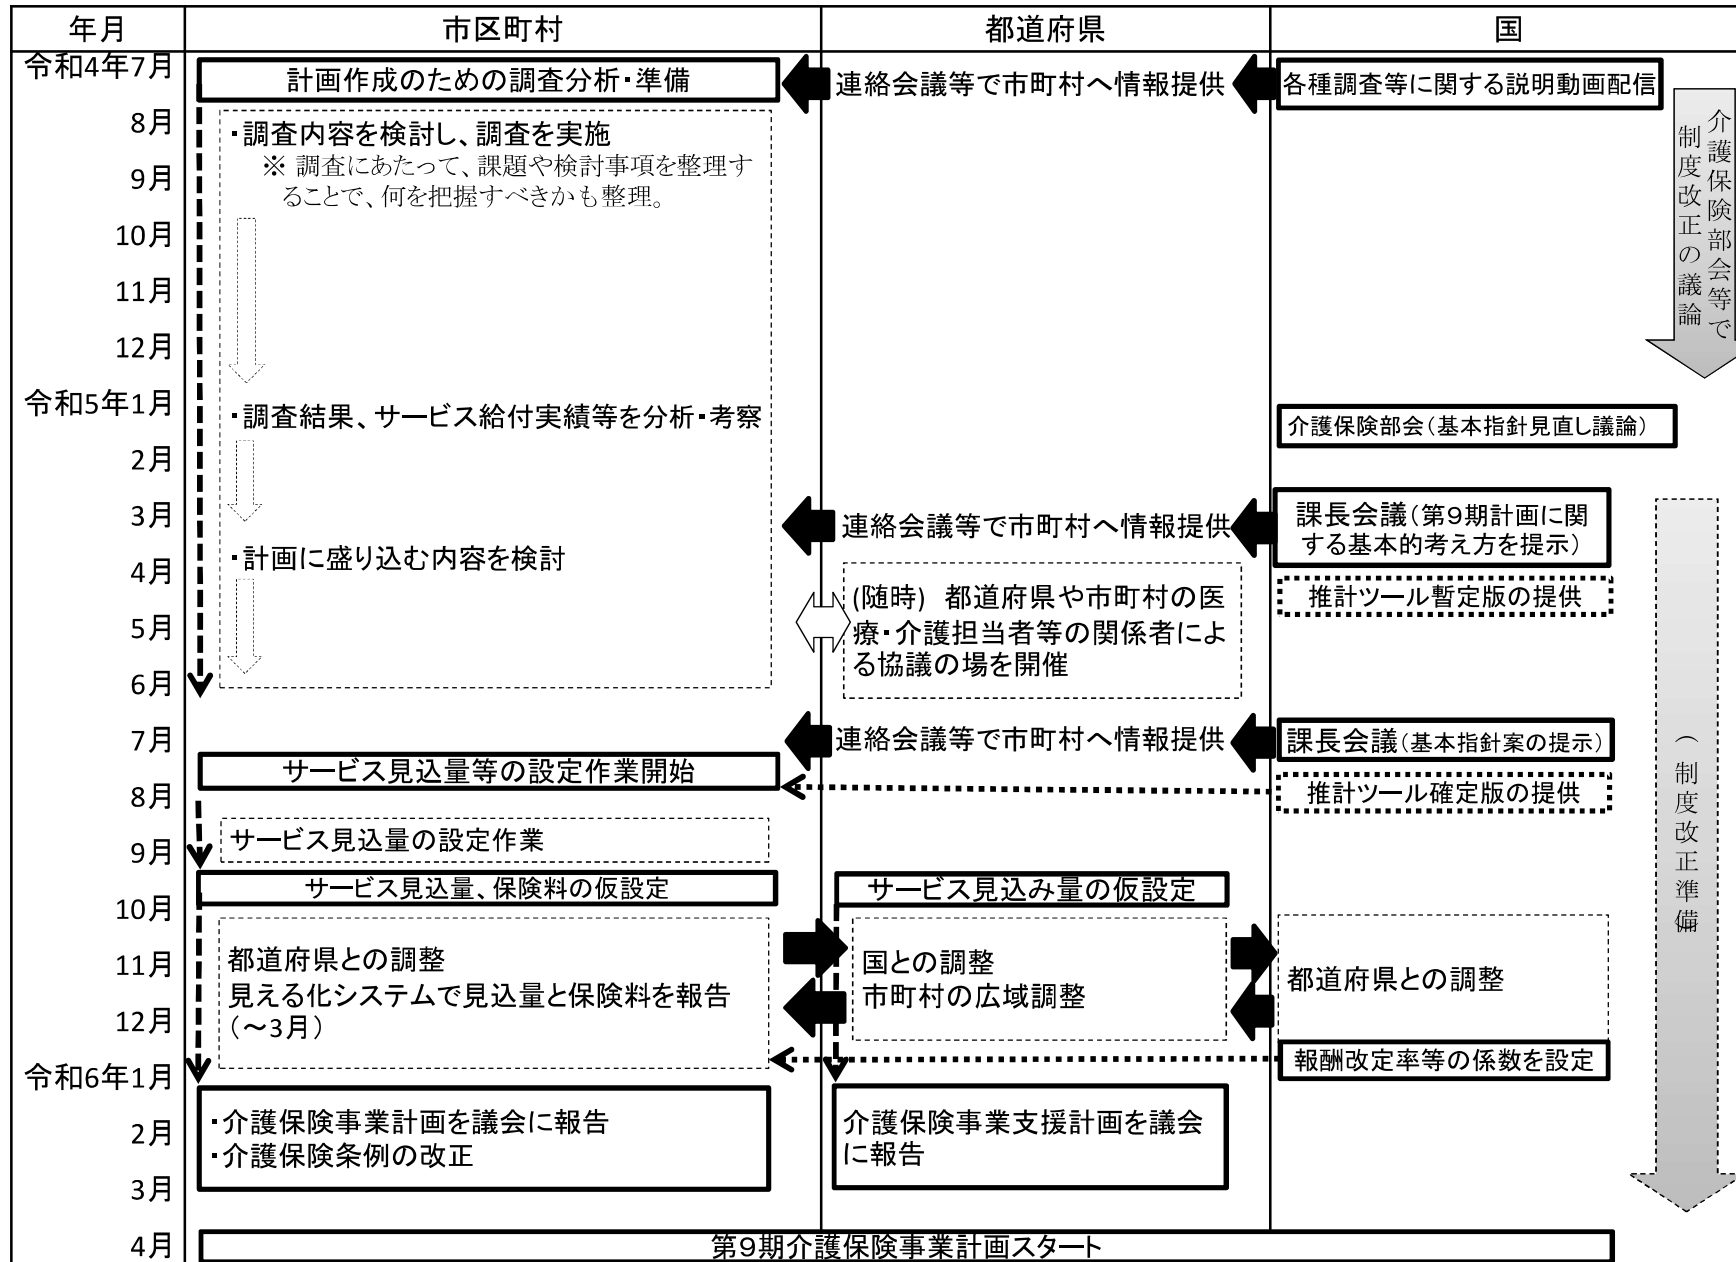 年月
市区町村
都道府県
国
令和4年7月
計画作成のための調査分析・準備
連絡会議等で市町村へ情報提供
各種調査等に関する説明動画配信
介護保険部会等で
制度改正の議論
8月
・調査内容を検討し、調査を実施
※ 調査にあたって、課題や検討事項を整理す
ることで、何を把握すべきかも整理。
9月
10月
11月
12月
令和5年1月
・調査結果、サービス給付実績等を分析・考察
介護保険部会（基本指針見直し議論）
2月
3月
連絡会議等で市町村へ情報提供
課長会議（第9期計画に関
する基本的考え方を提示）
・計画に盛り込む内容を検討
4月
(随時) 都道府県や市町村の医
療・介護担当者等の関係者によ
る協議の場を開催
推計ツール暫定版の提供
5月
6月
7月
連絡会議等で市町村へ情報提供
課長会議（基本指針案の提示）
（制度改正準備
サービス見込量等の設定作業開始
8月
推計ツール確定版の提供
サービス見込量の設定作業
9月
サービス見込量、保険料の仮設定
サービス見込み量の仮設定
10月
都道府県との調整
見える化システムで見込量と保険料を報告
（～3月）
国との調整
市町村の広域調整
都道府県との調整
11月
12月
報酬改定率等の係数を設定
令和6年1月
・介護保険事業計画を議会に報告
・介護保険条例の改正
介護保険事業支援計画を議会
に報告
2月
3月
4月
第9期介護保険事業計画スタート